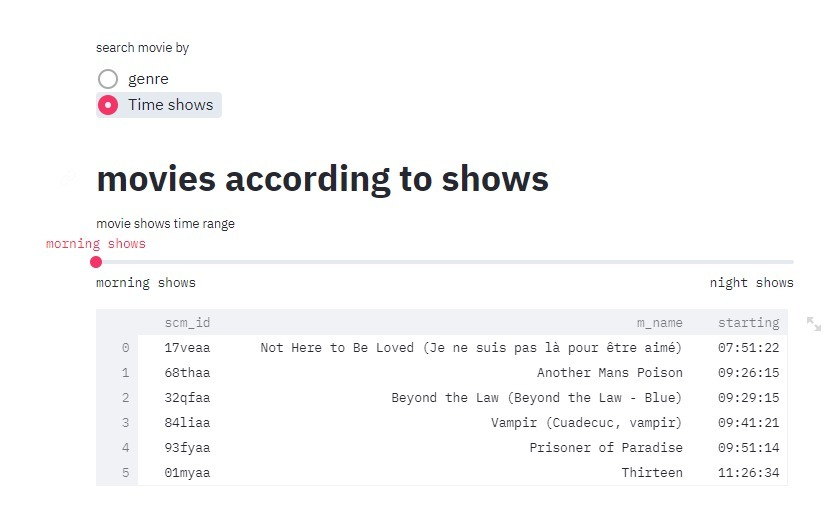 search movie by
genre
Time shows
movies according to shows
movie shows time range
morning shows
morning shows night shows
scm_id m_name starting
0 17veaa Not Here to Be Loved (Je ne suis pas là pour être aimé) 07:51:22
1 68thaa Another Mans Poison 09:26:15
2 32qfaa Beyond the Law (Beyond the Law - Blue) 09:29:15
3 84liaa Vampir (Cuadecuc, vampir) 09:41:21
4 93fyaa Prisoner of Paradise 09:51:14
5 01myaa Thirteen 11:26:34